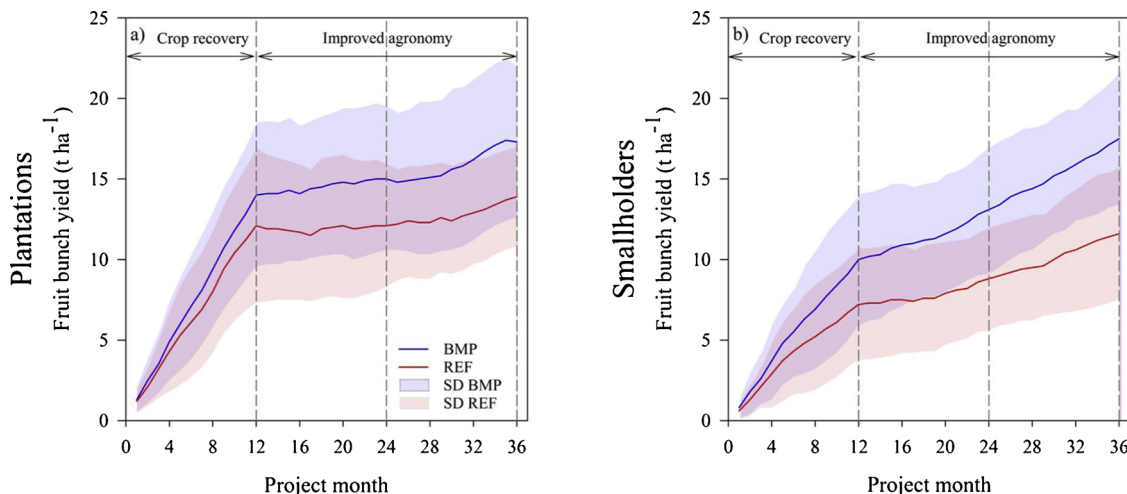 Plantations
Fruit bunch yield (t ha⁻¹)
25
20
15
10
5
0
a)
Crop recovery
Improved agronomy
BMP
REF
SD BMP
SD REF
0 4 8 12 16 20 24 28 32 36
Project month
Smallholders
Fruit bunch yield (t ha⁻¹)
25
20
15
10
5
0
b)
Crop recovery
Improved agronomy
0 4 8 12 16 20 24 28 32 36
Project month